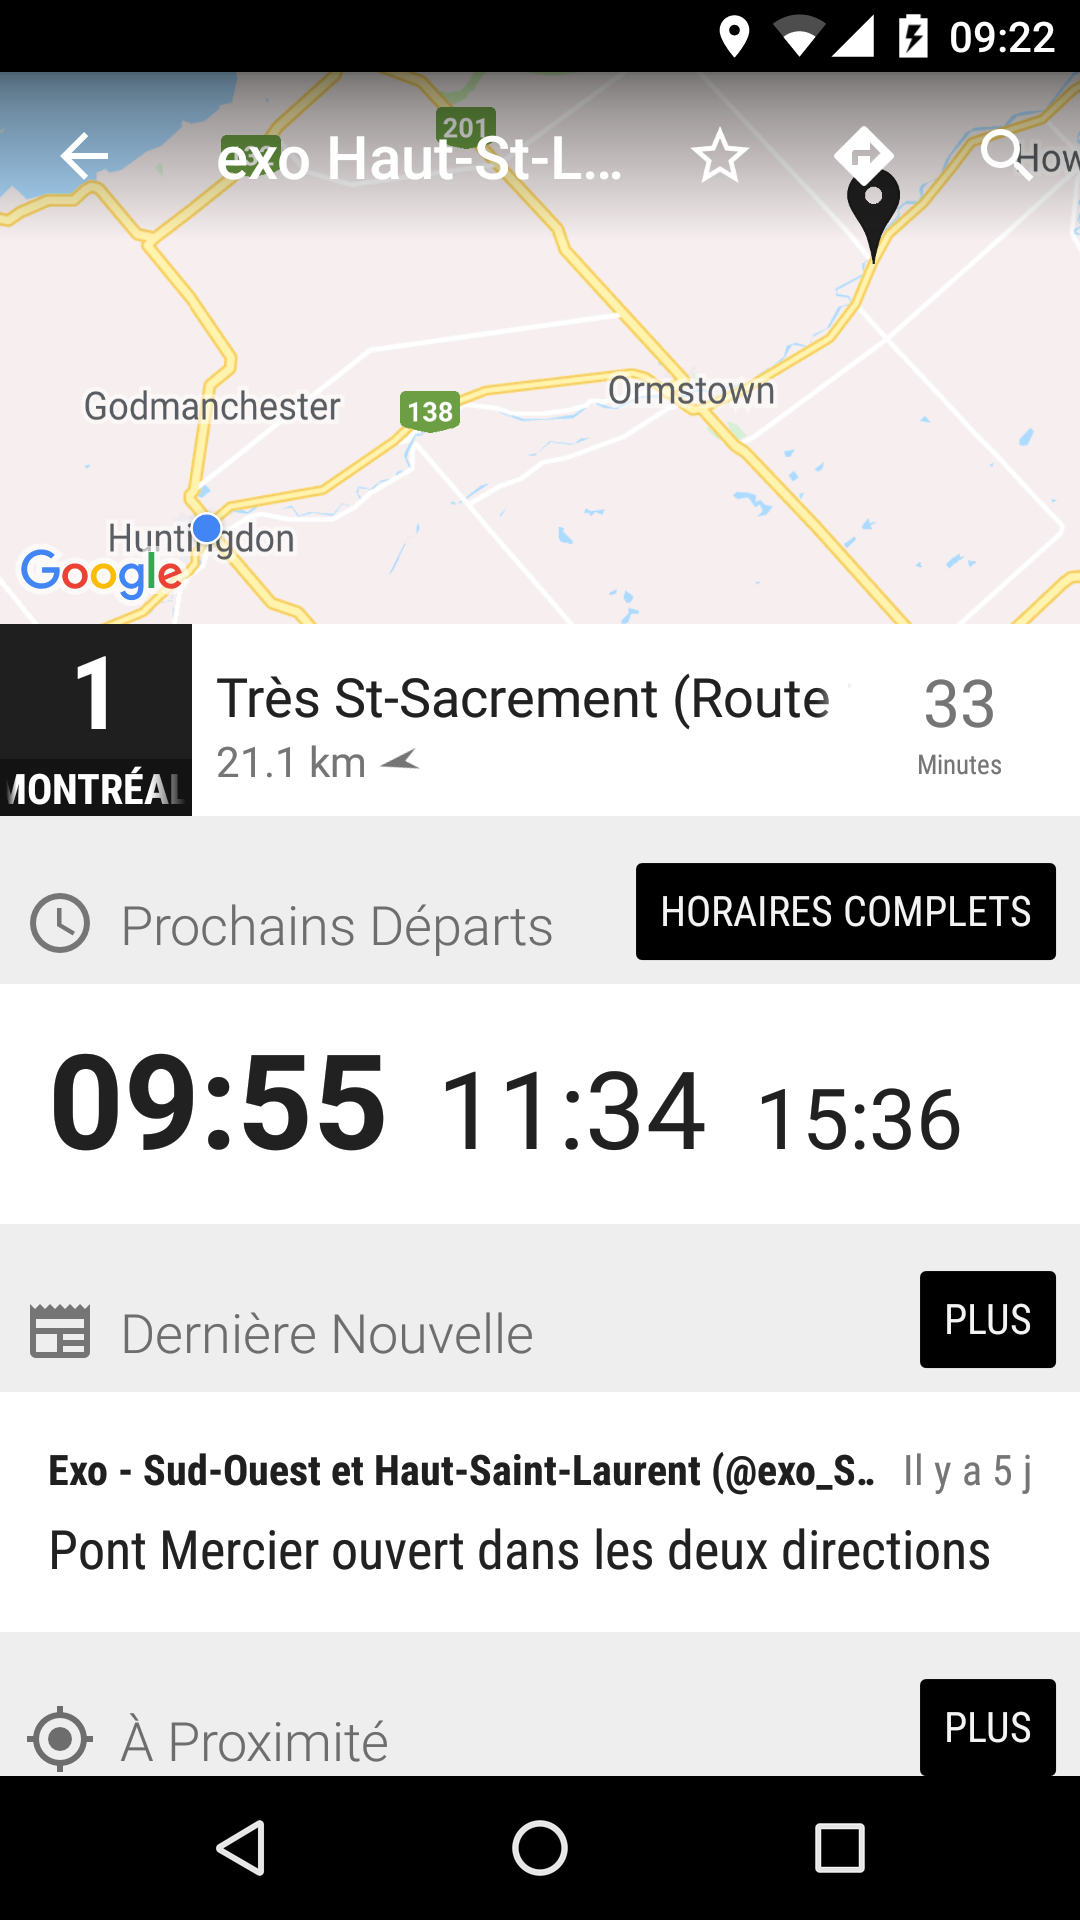 09:22
exo Haut-St-L...
201
How
Godmanchester
138
Ormstown
Huntingdon
Google
1
MONTRÉAL
Très St-Sacrement (Route
21.1 km
33
Minutes
Prochains Départs
HORAIRES COMPLETS
09:55 11:34 15:36
Dernière Nouvelle
PLUS
Exo - Sud-Ouest et Haut-Saint-Laurent (@exo_S... Il y a 5 j
Pont Mercier ouvert dans les deux directions
À Proximité
PLUS